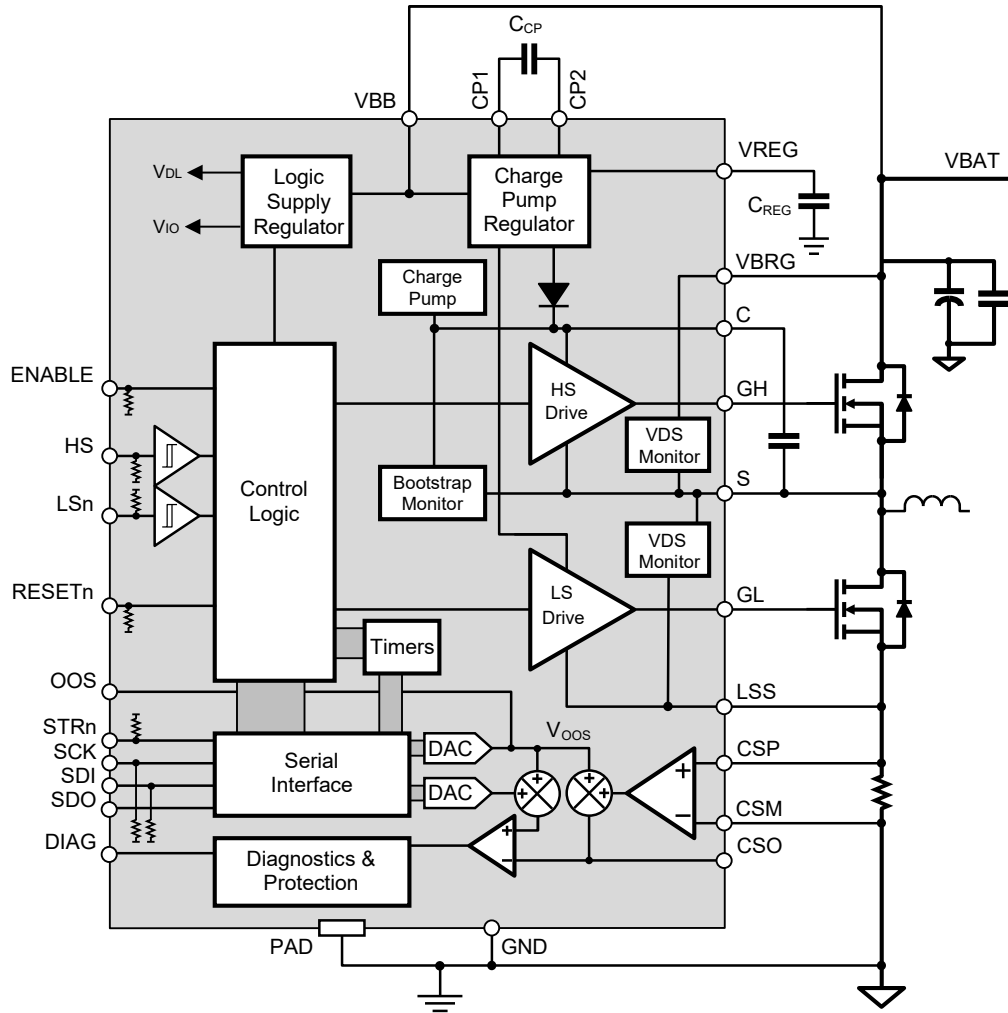 CCP
CP1
CP2
VBB
VREG
VBAT
VDL
VIO
Logic
Supply
Regulator
Charge
Pump
Regulator
CREG
VBRG
Charge
Pump
C
ENABLE
HS
Drive
GH
VDS
Monitor
HS
Control
Logic
Bootstrap
Monitor
S
LSn
VDS
Monitor
RESETn
LS
Drive
GL
Timers
OOS
LSS
STRn
VOOS
SCK
Serial
Interface
DAC
+
+
+
+
+
−
CSP
SDI
DAC
SDO
CSM
DIAG
Diagnostics &
Protection
+
−
CSO
PAD
GND